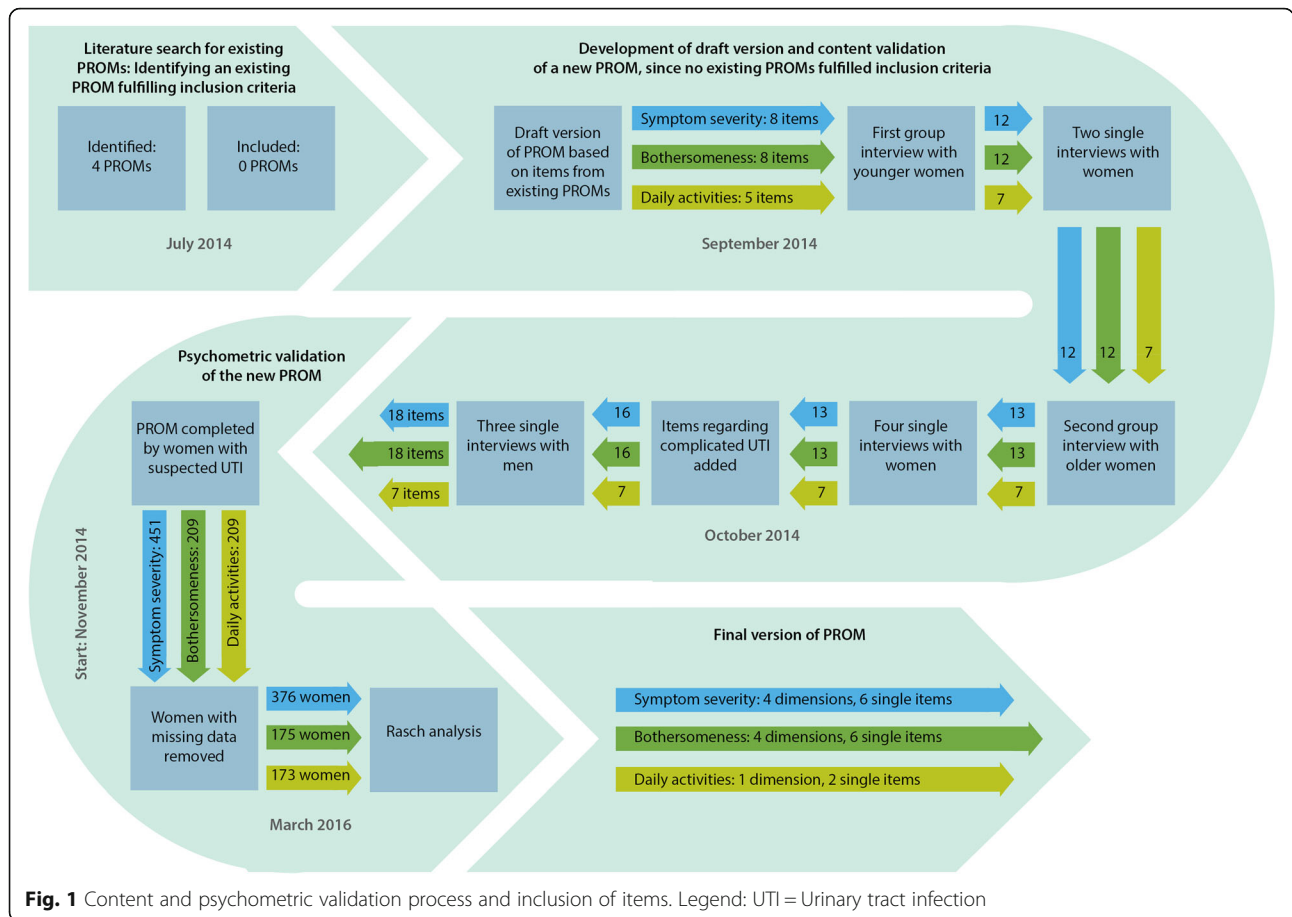 Literature search for existing
PROMs: Identifying an existing
PROM fulfilling inclusion criteria
Identified:
4 PROMs
Included:
0 PROMs
July 2014
Development of draft version and content validation
of a new PROM, since no existing PROMs fulfilled inclusion criteria
Draft version
of PROM based
on items from
existing PROMs
Symptom severity: 8 items
Bothersomeness: 8 items
Daily activities: 5 items
First group
interview with
younger women
12
12
7
Two single
interviews with
women
September 2014
12
12
7
Second group
interview with
older women
13
13
7
Four single
interviews with
women
13
13
7
Items regarding
complicated UTI
added
16
16
7
Three single
interviews with
men
18 items
18 items
7 items
October 2014
Psychometric validation
of the new PROM
PROM completed
by women with
suspected UTI
Start: November 2014
Symptom severity: 451
Bothersomeness: 209
Daily activities: 209
Women with
missing data
removed
376 women
175 women
173 women
Rasch analysis
March 2016
Final version of PROM
Symptom severity: 4 dimensions, 6 single items
Bothersomeness: 4 dimensions, 6 single items
Daily activities: 1 dimension, 2 single items
Fig. 1 Content and psychometric validation process and inclusion of items. Legend: UTI = Urinary tract infection